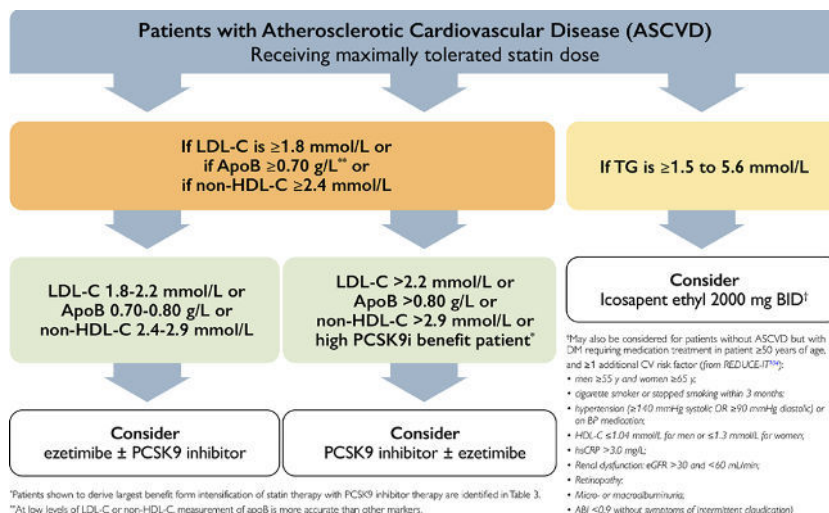 Patients with Atherosclerotic Cardiovascular Disease (ASCVD)
Receiving maximally tolerated statin dose
If LDL-C is ≥1.8 mmol/L or
if ApoB ≥0.70 g/L** or
if non-HDL-C ≥2.4 mmol/L
If TG is ≥1.5 to 5.6 mmol/L
LDL-C 1.8-2.2 mmol/L or
ApoB 0.70-0.80 g/L or
non-HDL-C 2.4-2.9 mmol/L
LDL-C >2.2 mmol/L or
ApoB >0.80 g/L or
non-HDL-C >2.9 mmol/L or
high PCSK9i benefit patient*
Consider
Icosapent ethyl 2000 mg BID†
Consider
ezetimibe ± PCSK9 inhibitor
Consider
PCSK9 inhibitor ± ezetimibe
†May also be considered for patients without ASCVD but with
DM requiring medication treatment in patient ≥50 years of age,
and ≥1 additional CV risk factor (from REDUCE-IT):
• men ≥55 y and women ≥65 y;
• cigarette smoker or stopped smoking within 3 months;
• hypertension (≥140 mmHg systolic OR ≥90 mmHg diastolic) or
on BP medication;
• HDL-C ≤1.04 mmol/L for men or ≤1.3 mmol/L for women;
• hsCRP >3.0 mg/L;
• Renal dysfunction: eGFR >30 and <60 mL/min;
• Retinopathy;
• Micro- or macroalbuminuria;
• ABI <0.9 without symptoms of intermittent claudication)
*Patients shown to derive largest benefit form intensification of statin therapy with PCSK9 inhibitor therapy are identified in Table 3.
**At low levels of LDL-C or non-HDL-C, measurement of apoB is more accurate than other markers.